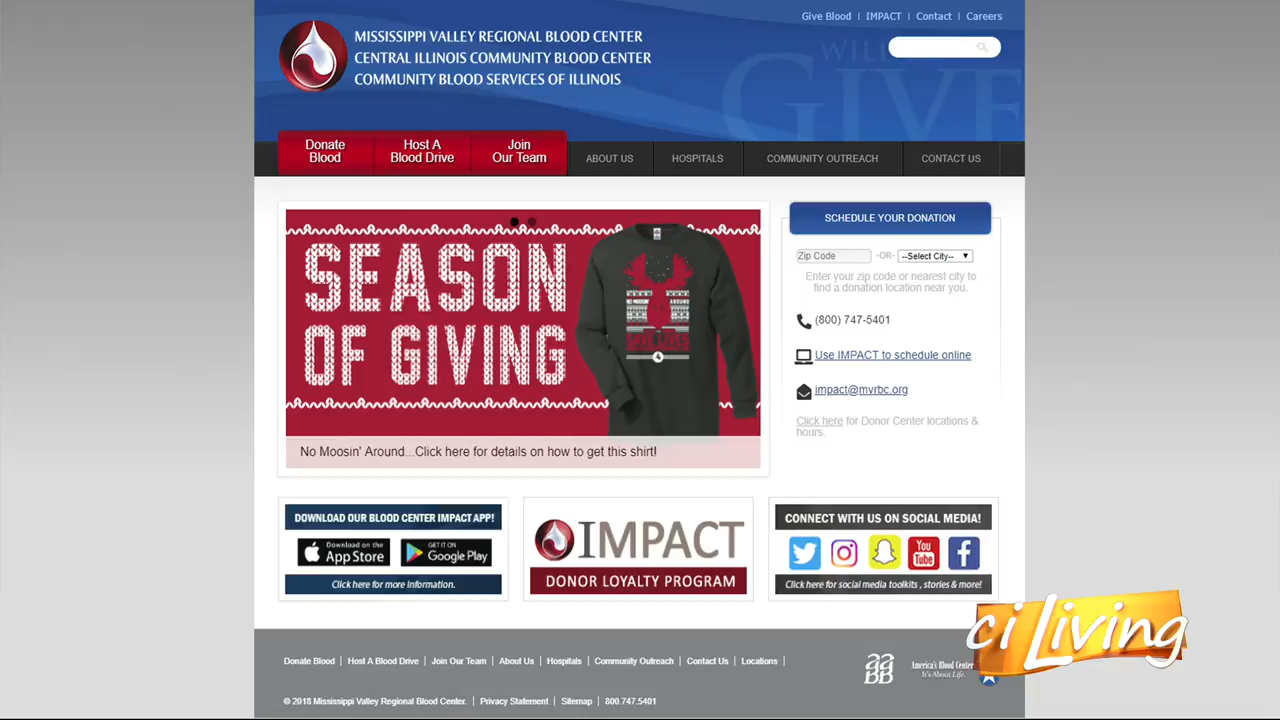 Give Blood | IMPACT | Contact | Careers
MISSISSIPPI VALLEY REGIONAL BLOOD CENTER
CENTRAL ILLINOIS COMMUNITY BLOOD CENTER
COMMUNITY BLOOD SERVICES OF ILLINOIS
WILL
GIVE
Donate
Blood
Host A
Blood Drive
Join
Our Team
ABOUT US
HOSPITALS
COMMUNITY OUTREACH
CONTACT US
SEASON
OF GIVING
AROUND
No Moosin' Around...Click here for details on how to get this shirt!
SCHEDULE YOUR DONATION
Zip Code -OR- --Select City--
Enter your zip code or nearest city to
find a donation location near you.
(800) 747-5401
Use IMPACT to schedule online
impact@mvrbc.org
Click here for Donor Center locations &
hours.
DOWNLOAD OUR BLOOD CENTER IMPACT APP!
Download on the
App Store
GET IT ON
Google Play
Click here for more information.
IMPACT
DONOR LOYALTY PROGRAM
CONNECT WITH US ON SOCIAL MEDIA!
You
Tube
Click here for social media toolkits , stories & more!
ci Living
Donate Blood | Host A Blood Drive | Join Our Team | About Us | Hospitals | Community Outreach | Contact Us | Locations |
aaBB
America's Blood Centers
It's About Life.
© 2018 Mississippi Valley Regional Blood Center. | Privacy Statement | Sitemap | 800.747.5401